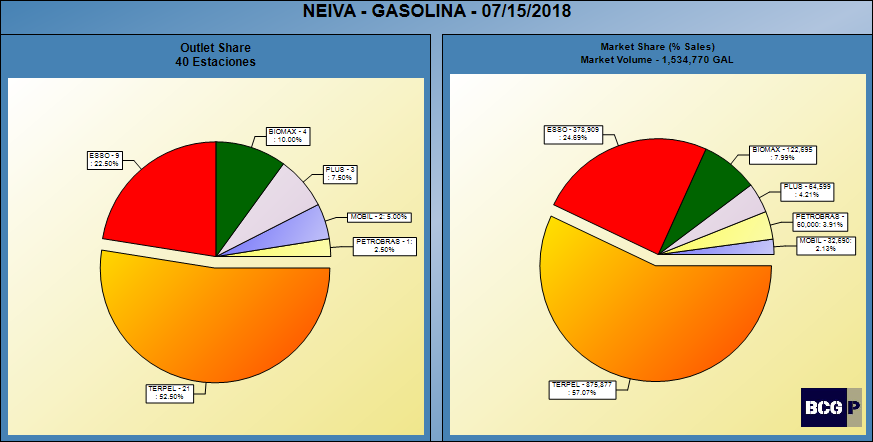 NEIVA - GASOLINA - 07/15/2018
Outlet Share
40 Estaciones
BIOMAX - 4
: 10.00%
ESSO - 9
: 22.50%
PLUS - 3
: 7.50%
MOBIL - 2: 5.00%
PETROBRAS - 1:
2.50%
TERPEL - 21
: 52.50%
Market Share (% Sales)
Market Volume - 1,534,770 GAL
ESSO - 378,909
: 24.69%
BIOMAX - 122,695
: 7.99%
PLUS - 64,599
: 4.21%
PETROBRAS -
60,000: 3.91%
MOBIL - 32,690:
2.13%
TERPEL - 875,877
: 57.07%
BCG P